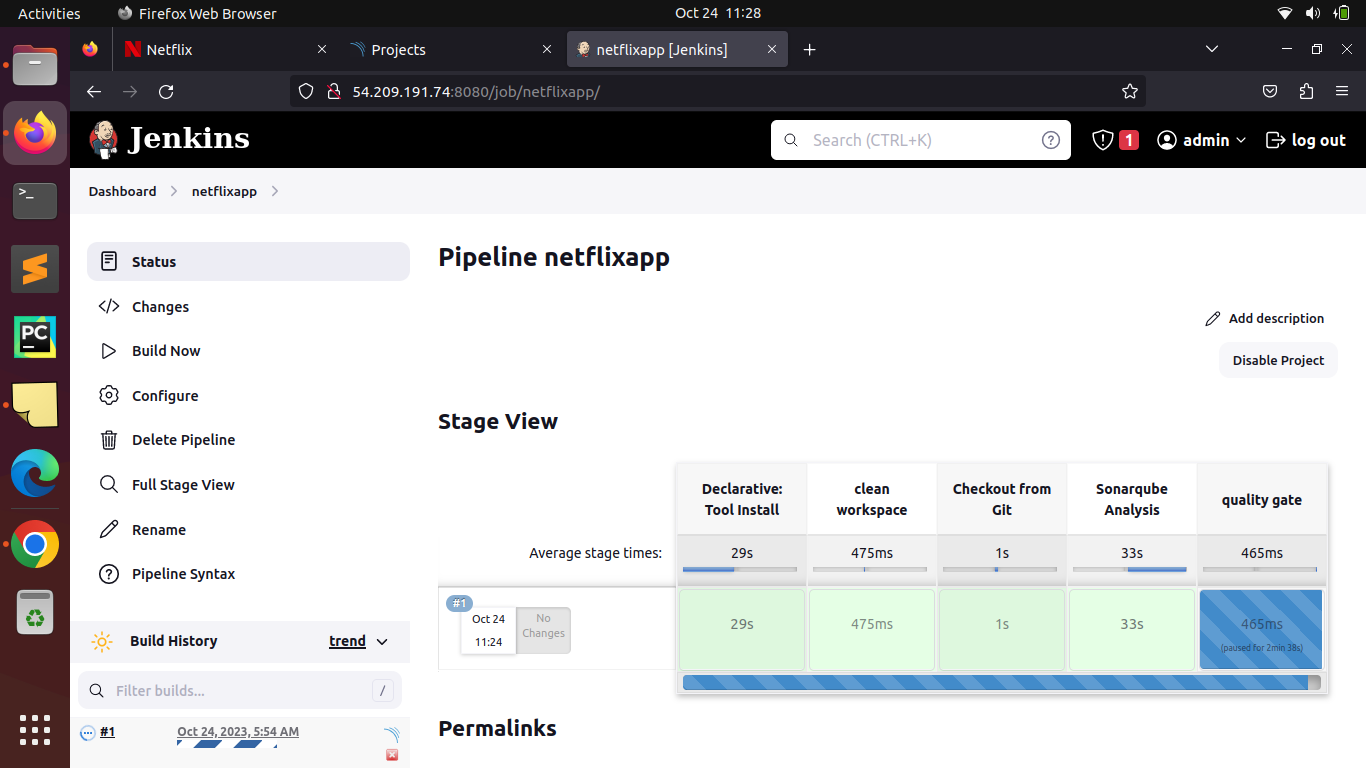 Activities
Firefox Web Browser
Oct 24 11:28
Netflix
Projects
netflixapp [Jenkins]
54.209.191.74:8080/job/netflixapp/
Jenkins
Search (CTRL+K)
1
admin
log out
Dashboard
netflixapp
Status
Changes
Build Now
Configure
Delete Pipeline
Full Stage View
Rename
Pipeline Syntax
Build History
trend
Filter builds...
/
#1
Oct 24, 2023, 5:54 AM
Pipeline netflixapp
Add description
Disable Project
Stage View
Declarative:
Tool Install
clean
workspace
Checkout from
Git
Sonarqube
Analysis
quality gate
Average stage times:
29s
475ms
1s
33s
465ms
#1
Oct 24
11:24
No
Changes
29s
475ms
1s
33s
465ms
(paused for 2min 38s)
Permalinks
PC
>_